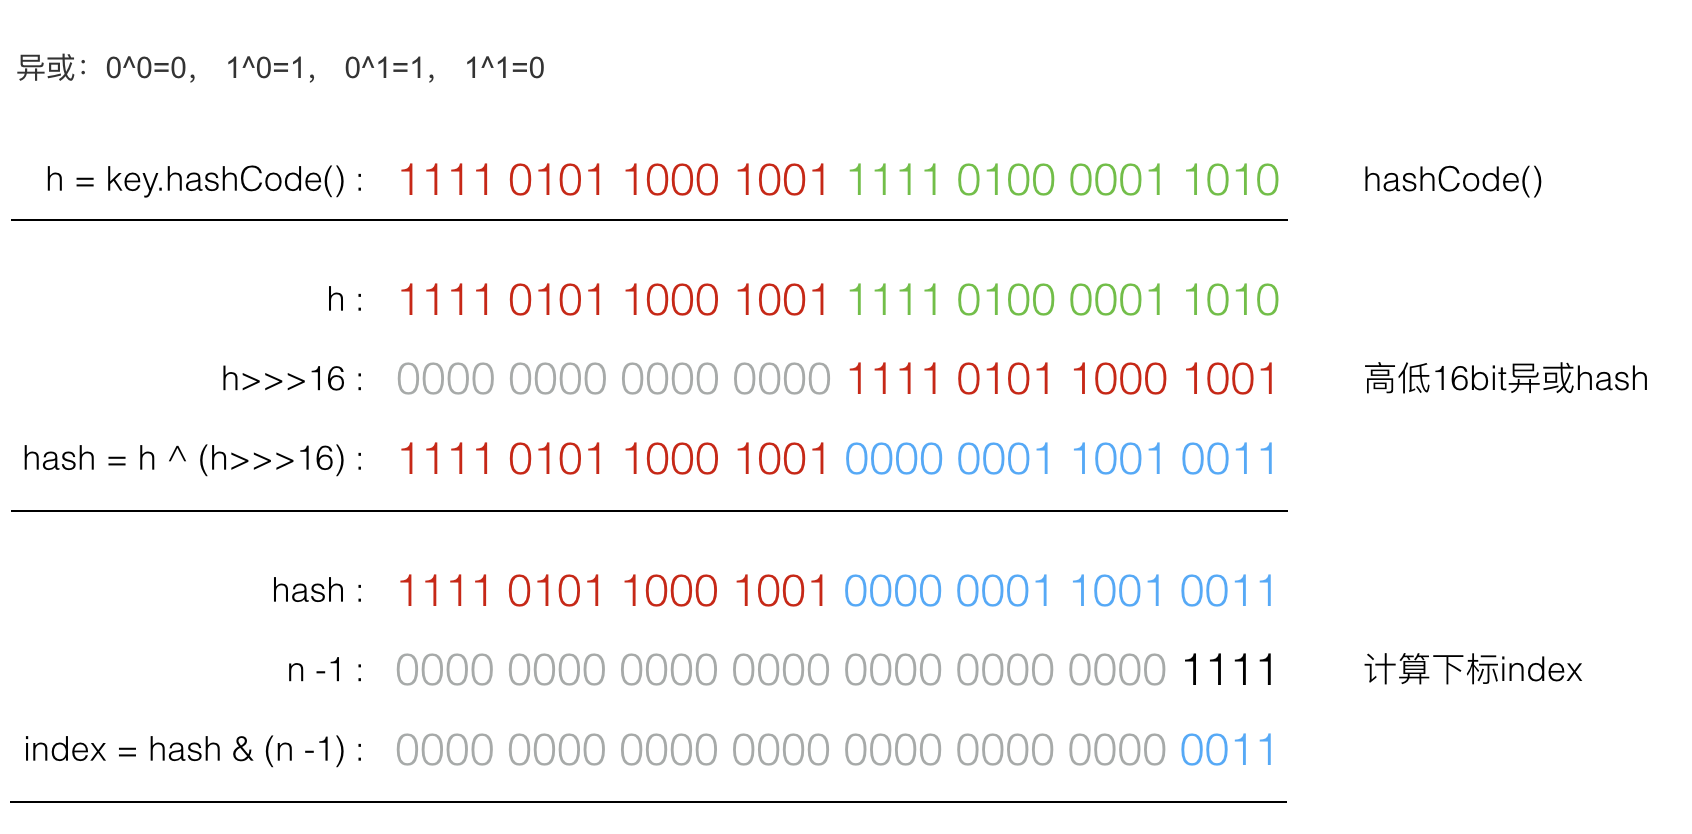 异或：0^0=0， 1^0=1， 0^1=1， 1^1=0
h = key.hashCode() : 1111 0101 1000 1001 1111 0100 0001 1010 hashCode()
h : 1111 0101 1000 1001 1111 0100 0001 1010
h>>>16 : 0000 0000 0000 0000 1111 0101 1000 1001 高低16bit异或hash
hash = h ^ (h>>>16) : 1111 0101 1000 1001 0000 0001 1001 0011
hash : 1111 0101 1000 1001 0000 0001 1001 0011
n -1 : 0000 0000 0000 0000 0000 0000 0000 1111 计算下标index
index = hash & (n -1) : 0000 0000 0000 0000 0000 0000 0000 0011